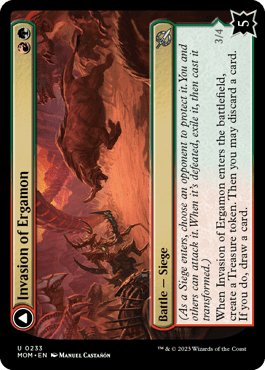 Invasion of Ergamon
Battle — Siege
(As a Siege enters, choose an opponent to protect it. You and
others can attack it. When it's defeated, exile it, then cast it
transformed.)
When Invasion of Ergamon enters the battlefield,
create a Treasure token. Then you may discard a card.
If you do, draw a card.
3/4
5
U 0233
MOM • EN MANUEL CASTAÑÓN
™ & © 2023 Wizards of the Coast